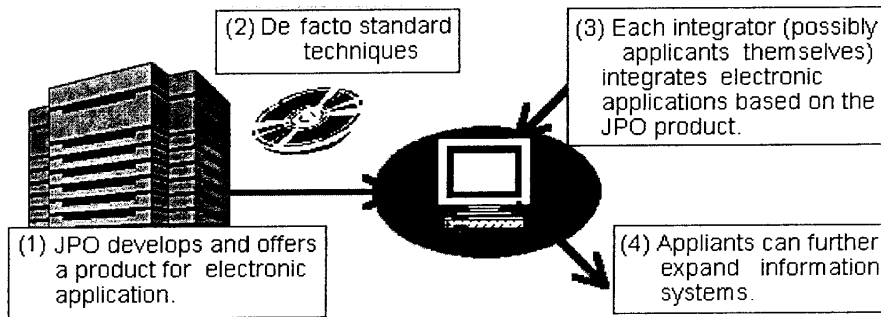 (2) De facto standard
techniques
(3) Each integrator (possibly
applicants themselves)
integrates electronic
applications based on the
JPO product.
(1) JPO develops and offers
a product for electronic
application.
(4) Appliants can further
expand information
systems.